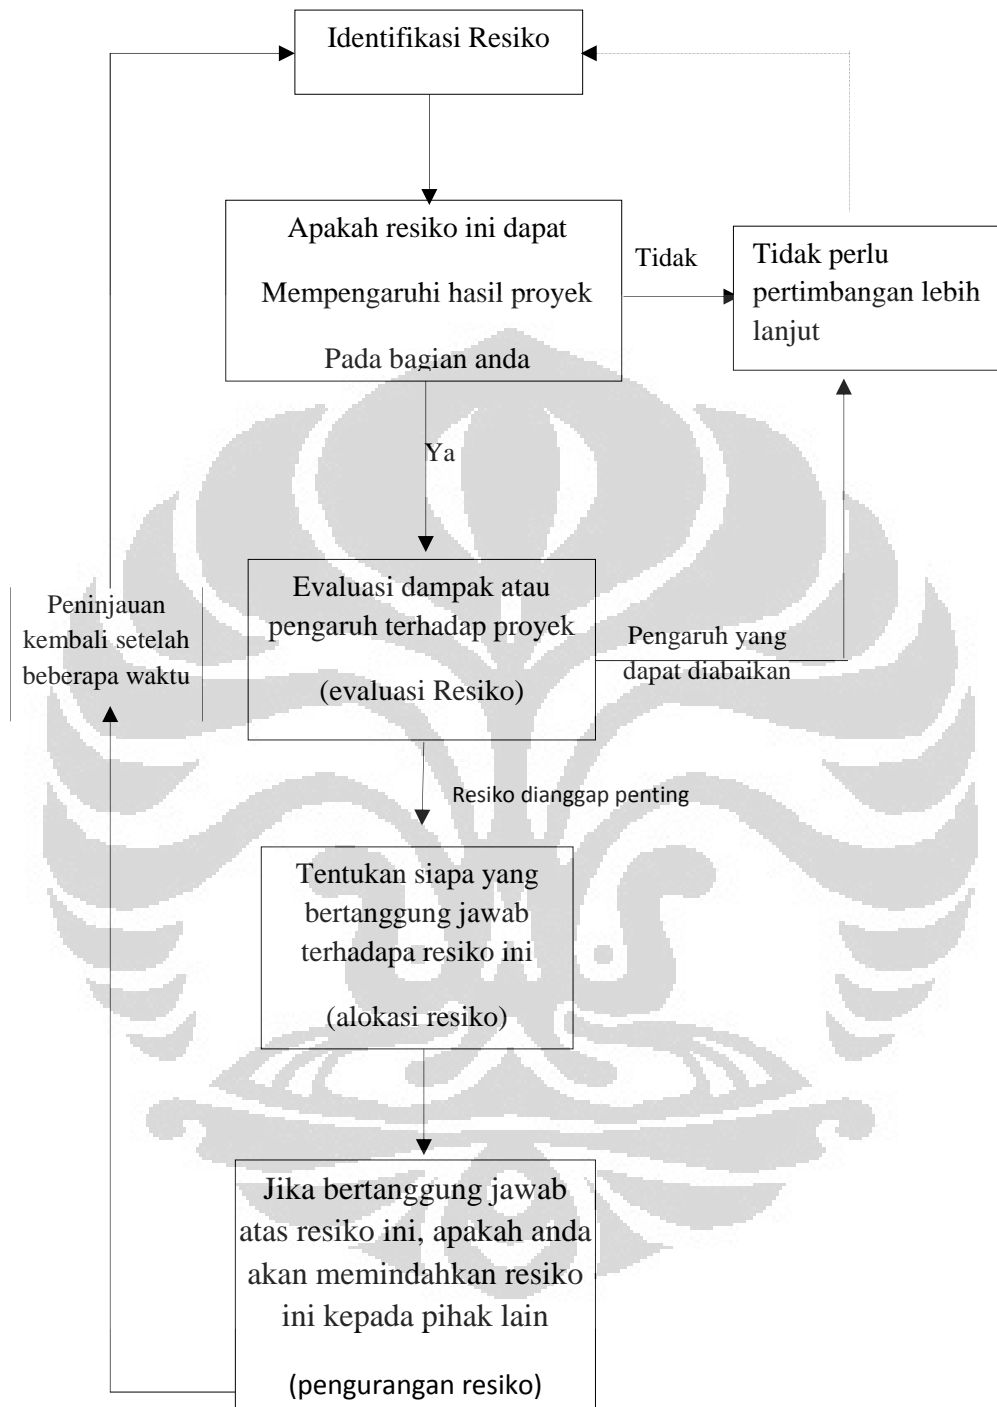 Identifikasi Resiko
Apakah resiko ini dapat
Mempengaruhi hasil proyek
Pada bagian anda
Tidak
Tidak perlu
pertimbangan lebih
lanjut
Ya
Evaluasi dampak atau
pengaruh terhadap proyek
(evaluasi Resiko)
Pengaruh yang
dapat diabaikan
Peninjauan
kembali setelah
beberapa waktu
Resiko dianggap penting
Tentukan siapa yang
bertanggung jawab
terhadapa resiko ini
(alokasi resiko)
Jika bertanggung jawab
atas resiko ini, apakah anda
akan memindahkan resiko
ini kepada pihak lain
(pengurangan resiko)